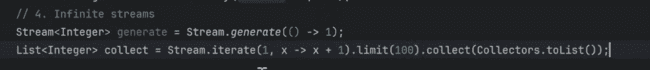 // 4. Infinite streams
Stream<Integer> generate = Stream.generate(() -> 1);
List<Integer> collect = Stream.iterate(1, x -> x + 1).limit(100).collect(Collectors.toList());